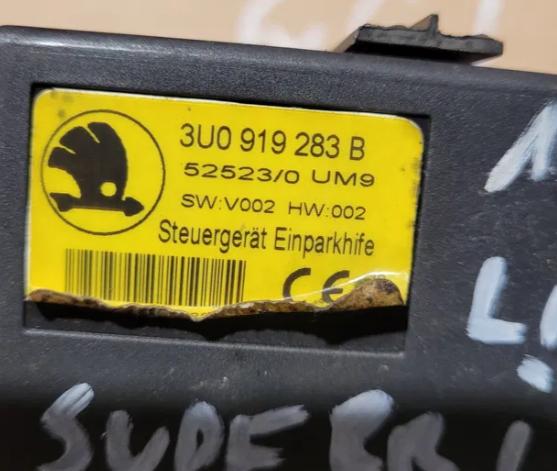 3U0 919 283 B
52523/0 UM9
SW:V002 HW:002
Steuergerät Einparkhife
CE
SUPERB